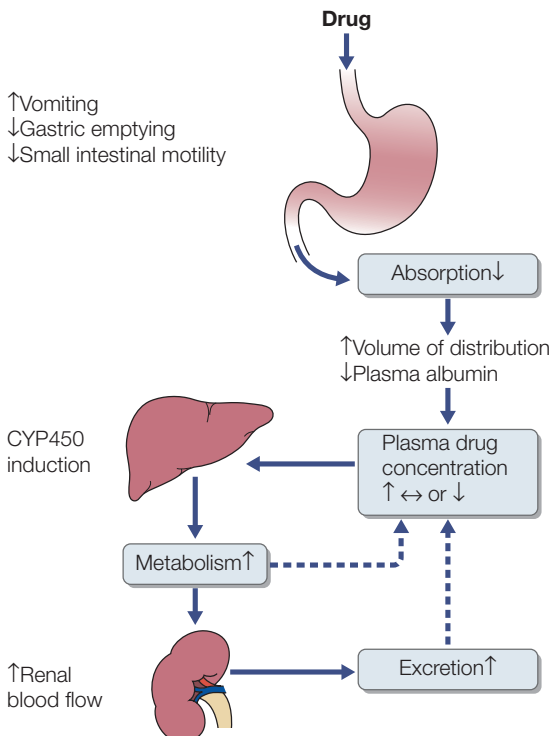 Drug
↑Vomiting
↓Gastric emptying
↓Small intestinal motility
Absorption↓
↑Volume of distribution
↓Plasma albumin
CYP450
induction
Plasma drug
concentration
↑ ↔ or ↓
Metabolism↑
↑Renal
blood flow
Excretion↑